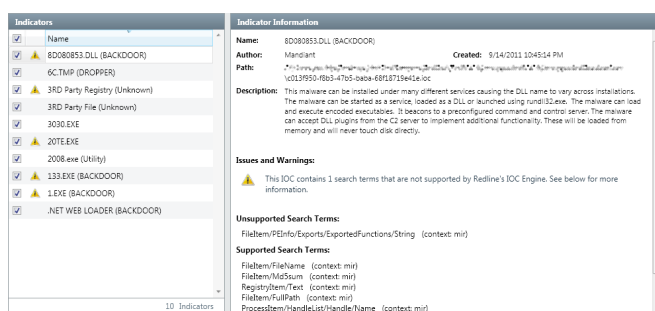 Indicators
Name
8D080853.DLL (BACKDOOR)
6C.TMP (DROPPER)
3RD Party Registry (Unknown)
3RD Party File (Unknown)
3030.EXE
20TE.EXE
2008.exe (Utility)
133.EXE (BACKDOOR)
1.EXE (BACKDOOR)
.NET WEB LOADER (BACKDOOR)
10 Indicators
Indicator Information
Name: 8D080853.DLL (BACKDOOR)
Author: Mandiant Created: 9/14/2011 10:45:14 PM
Path:
\c013f950-f8b3-47b5-baba-68f18719e41e.ioc
Description: This malware can be installed under many different services causing the DLL name to vary across installations.
The malware can be started as a service, loaded as a DLL or launched using rundll32.exe. The malware can load
and execute encoded executables. It beacons to a preconfigured command and control server. The malware
can accept DLL plugins from the C2 server to implement additional functionality. These will be loaded from
memory and will never touch disk directly.
Issues and Warnings:
This IOC contains 1 search terms that are not supported by Redline's IOC Engine. See below for more
information.
Unsupported Search Terms:
FileItem/PEInfo/Exports/ExportedFunctions/String (context: mir)
Supported Search Terms:
FileItem/FileName (context: mir)
FileItem/Md5sum (context: mir)
RegistryItem/Text (context: mir)
FileItem/FullPath (context: mir)
ProcessItem/HandleList/Handle/Name (context: mir)